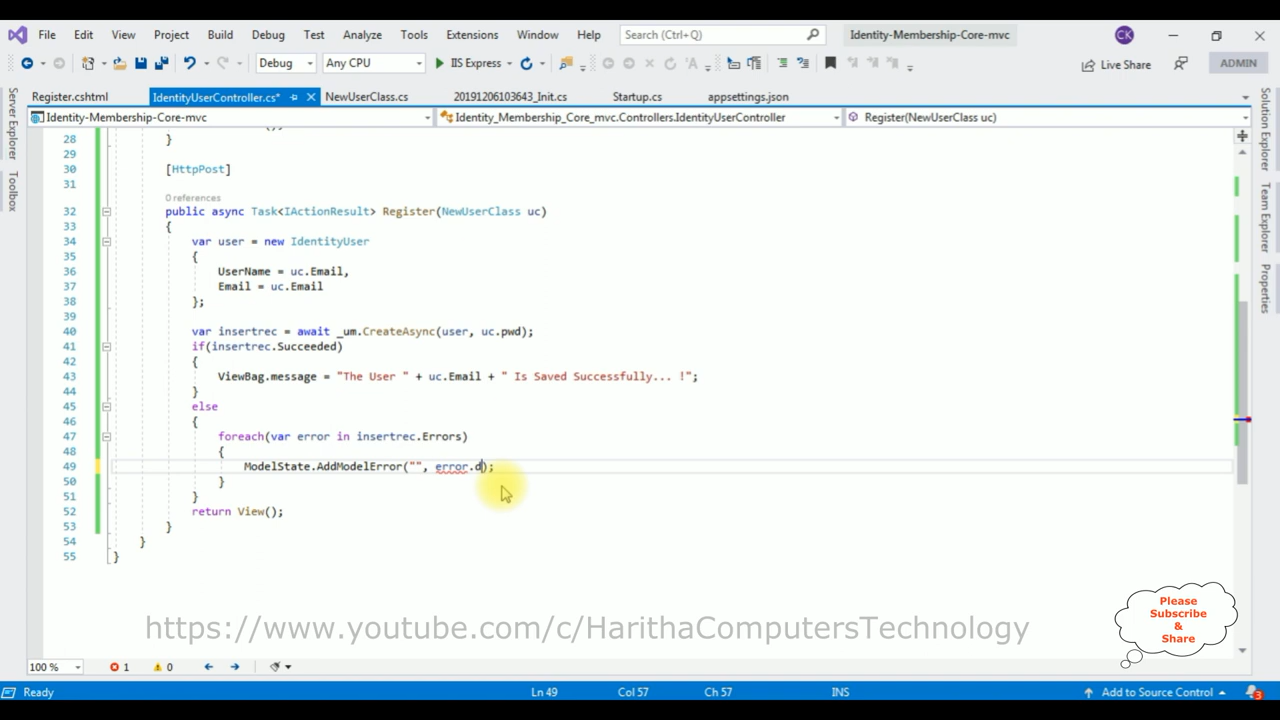 File Edit View Project Build Debug Test Analyze Tools Extensions Window Help Search (Ctrl+Q) Identity-Membership-Core-mvc CK
Debug Any CPU IIS Express Live Share ADMIN
Register.cshtml IdentityUserController.cs* NewUserClass.cs 20191206103643_Init.cs Startup.cs appsettings.json
Identity-Membership-Core-mvc Identity_Membership_Core_mvc.Controllers.IdentityUserController Register(NewUserClass uc)
Server Explorer
Toolbox
Solution Explorer
Team Explorer
Properties
28 }
29
30 [HttpPost]
31
0 references
32 public async Task<IActionResult> Register(NewUserClass uc)
33 {
34 var user = new IdentityUser
35 {
36 UserName = uc.Email,
37 Email = uc.Email
38 };
39
40 var insertrec = await _um.CreateAsync(user, uc.pwd);
41 if(insertrec.Succeeded)
42 {
43 ViewBag.message = "The User " + uc.Email + " Is Saved Successfully... !";
44 }
45 else
46 {
47 foreach(var error in insertrec.Errors)
48 {
49 ModelState.AddModelError("", error.d);
50 }
51 }
52 return View();
53 }
54 }
55 }
https://www.youtube.com/c/HarithaComputersTechnology
Please
Subscribe
&
Share
100 % 1 0
Ready Ln 49 Col 57 Ch 57 INS Add to Source Control 3